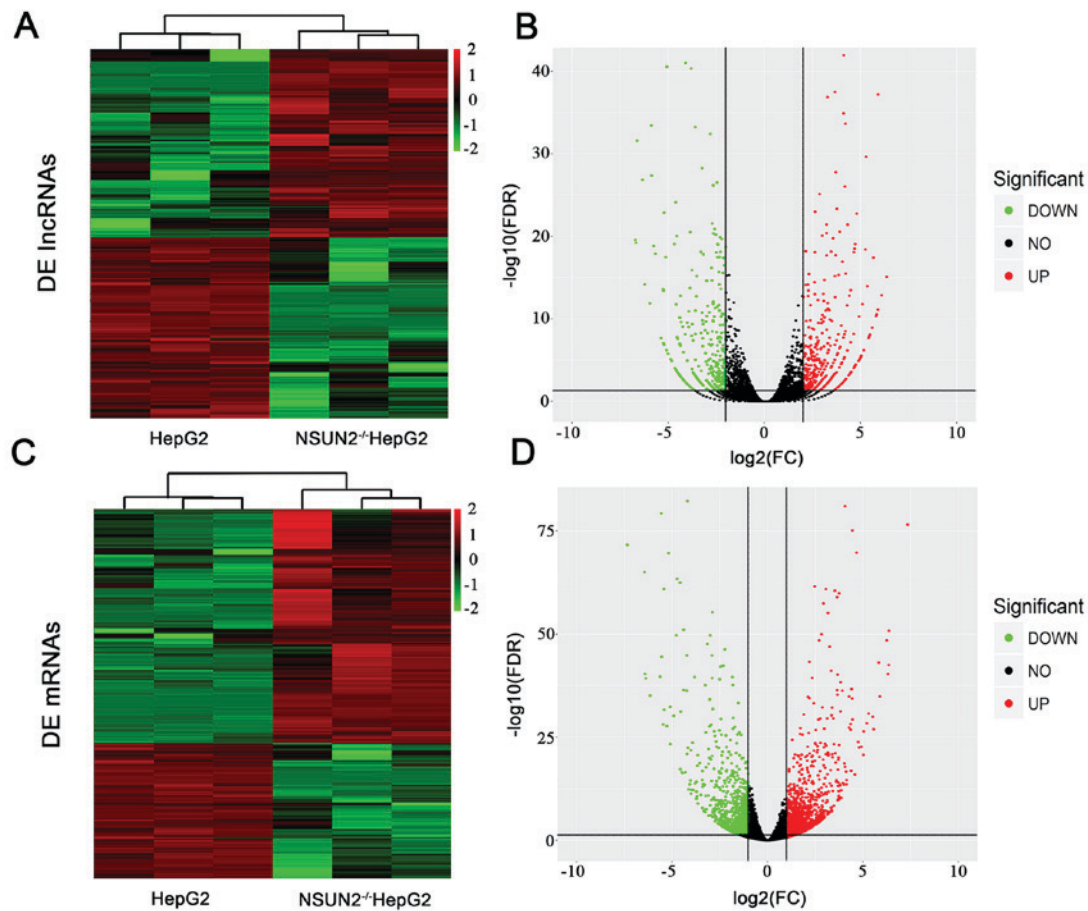 A
2
1
0
-1
-2
DE lncRNAs
HepG2
NSUN2-/-HepG2
B
40
30
20
10
0
-log10(FDR)
-10
-5
0
5
10
log2(FC)
Significant
DOWN
NO
UP
C
2
1
0
-1
-2
DE mRNAs
HepG2
NSUN2-/-HepG2
D
75
50
25
0
-log10(FDR)
-10
-5
0
5
10
log2(FC)
Significant
DOWN
NO
UP